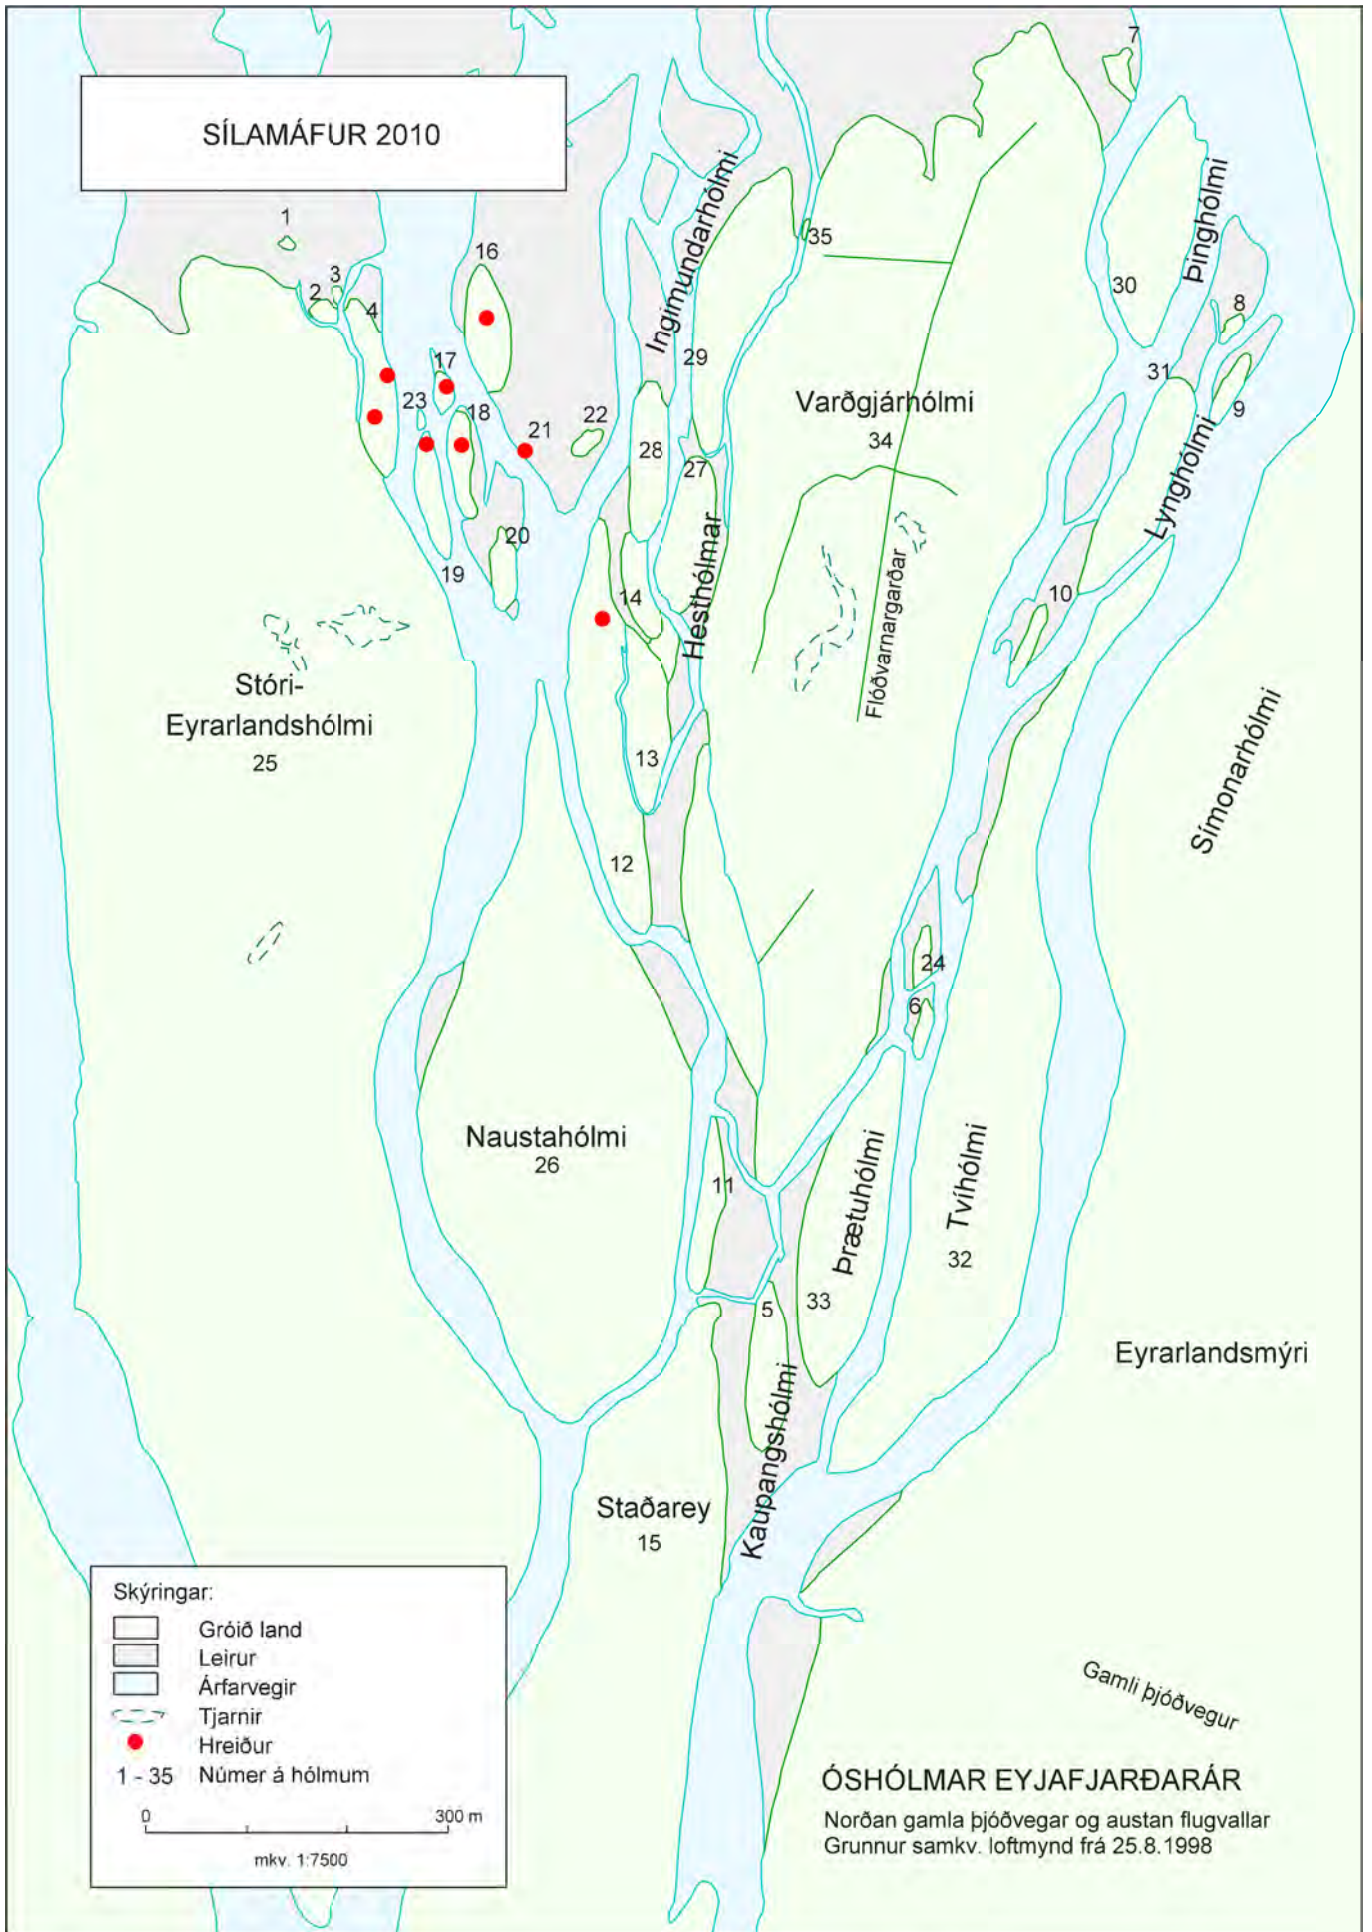 SÍLAMÁFUR 2010
7
1
16
35
3
2
4
Ingimundarhólmi
Þinghólmi
30
8
29
17
31
23
18
Varðgjárhólmi
34
9
21
22
28
27
Lynghólmi
20
19
14
Hesthólmar
10
Flóðvarnargarðar
Stóri-
Eyrarlandshólmi
25
13
Símonarhólmi
12
24
6
Naustahólmi
26
11
Þrætuhólmi
Tvíhólmi
32
33
5
Eyrarlandsmýri
Kaupangshólmi
Staðarey
15
Skýringar:
Gróið land
Leirur
Árfarvegir
Tjarnir
Hreiður
1 - 35 Númer á hólmum
0 300 m
mkv. 1:7500
Gamli þjóðvegur
ÓSHÓLMAR EYJAFJARÐARÁR
Norðan gamla þjóðvegar og austan flugvallar
Grunnur samkv. loftmynd frá 25.8.1998